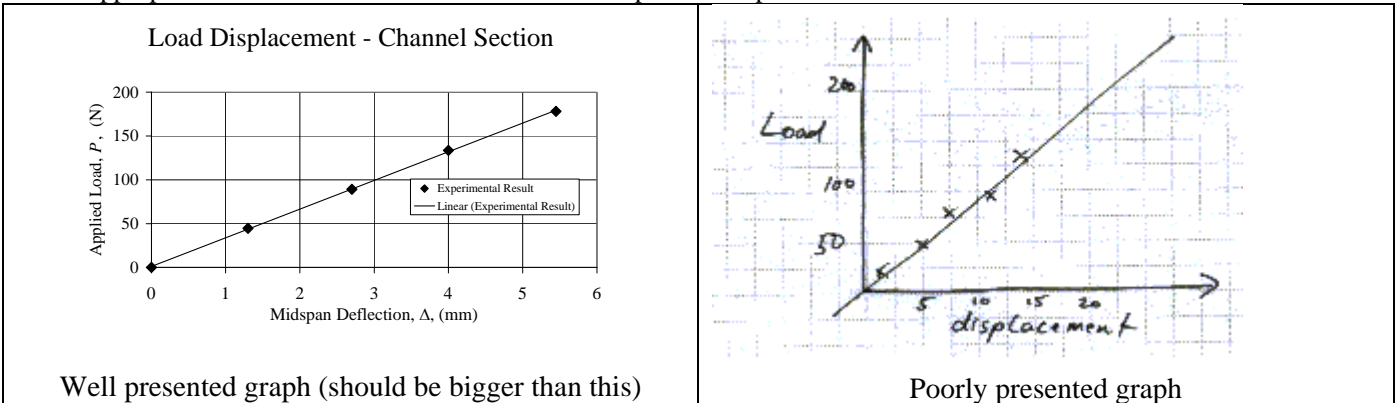 Load Displacement - Channel Section
200
150
100
50
0
Applied Load, P , (N)
Experimental Result
Linear (Experimental Result)
0 1 2 3 4 5 6
Midspan Deflection, Δ, (mm)
Well presented graph (should be bigger than this)
200
Load
100
50
5 10 15 20
displacement
Poorly presented graph